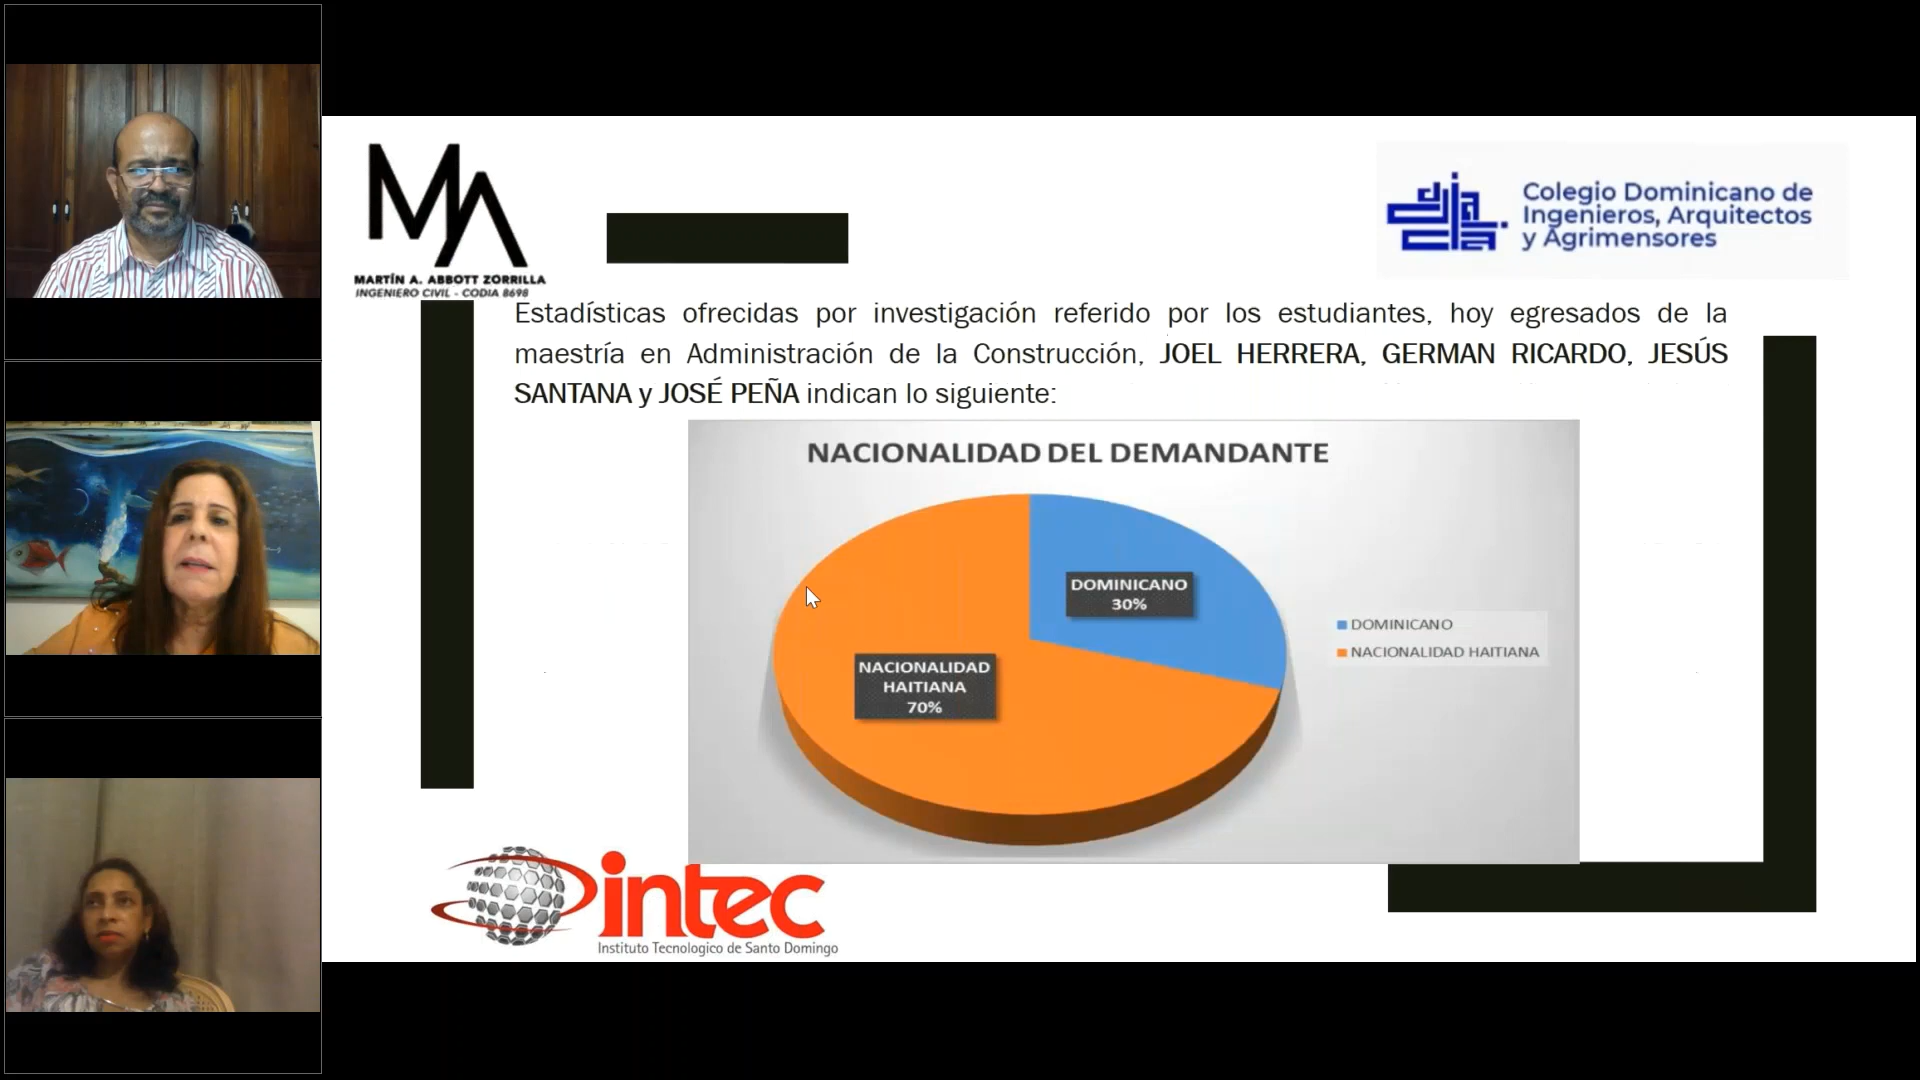 MARTÍN A. ABBOTT ZORRILLA
INGENIERO CIVIL - CODIA 8698
Colegio Dominicano de
Ingenieros, Arquitectos
y Agrimensores
Estadísticas ofrecidas por investigación referido por los estudiantes, hoy egresados de la
maestría en Administración de la Construcción, JOEL HERRERA, GERMAN RICARDO, JESÚS
SANTANA y JOSÉ PEÑA indican lo siguiente:
NACIONALIDAD DEL DEMANDANTE
DOMINICANO
30%
NACIONALIDAD
HAITIANA
70%
DOMINICANO
NACIONALIDAD HAITIANA
intec
Instituto Tecnologico de Santo Domingo